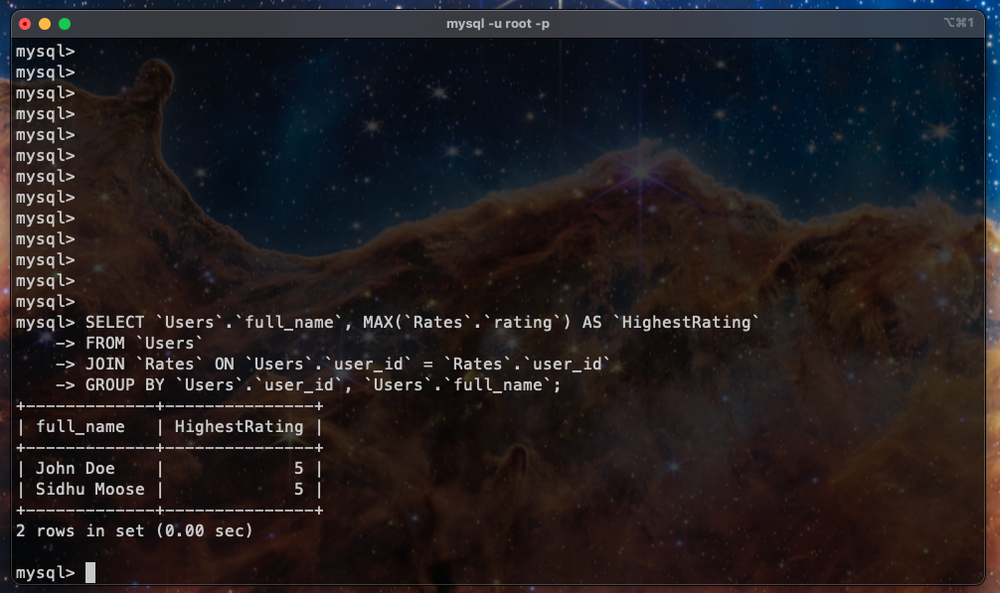 mysql -u root -p
⌥⌘1
mysql>
mysql>
mysql>
mysql>
mysql>
mysql>
mysql>
mysql>
mysql>
mysql>
mysql>
mysql>
mysql>
mysql> SELECT `Users`.`full_name`, MAX(`Rates`.`rating`) AS `HighestRating`
    -> FROM `Users`
    -> JOIN `Rates` ON `Users`.`user_id` = `Rates`.`user_id`
    -> GROUP BY `Users`.`user_id`, `Users`.`full_name`;
+-------------+---------------+
| full_name   | HighestRating |
+-------------+---------------+
| John Doe    |             5 |
| Sidhu Moose |             5 |
+-------------+---------------+
2 rows in set (0.00 sec)
mysql>